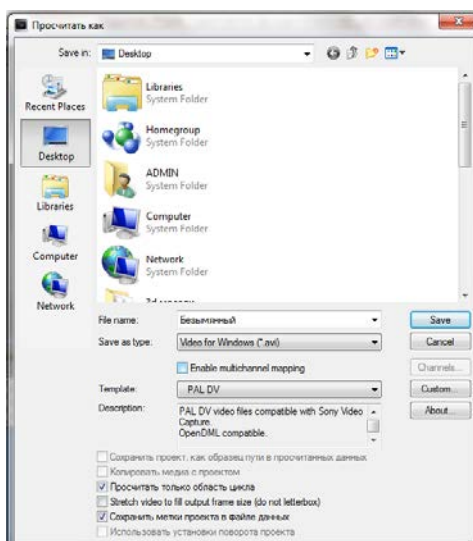 Просчитать как
Save in:
Desktop
Recent Places
Desktop
Libraries
Computer
Network
Libraries
System Folder
Homegroup
System Folder
ADMIN
System Folder
Computer
System Folder
Network
System Folder
File name:
Безымянный
Save
Save as type:
Video for Windows (*.avi)
Cancel
Enable multichannel mapping
Channels...
Template:
PAL DV
Custom...
Description:
PAL DV video files compatible with Sony Video
Capture.
OpenDML compatible.
About...
Сохранить проект, как образец пути в просчитанных данных
Копировать медиа с проектом
Просчитать только область цикла
Stretch video to fill output frame size (do not letterbox)
Сохранить метки проекта в файле данных
Использовать установки поворота проекта